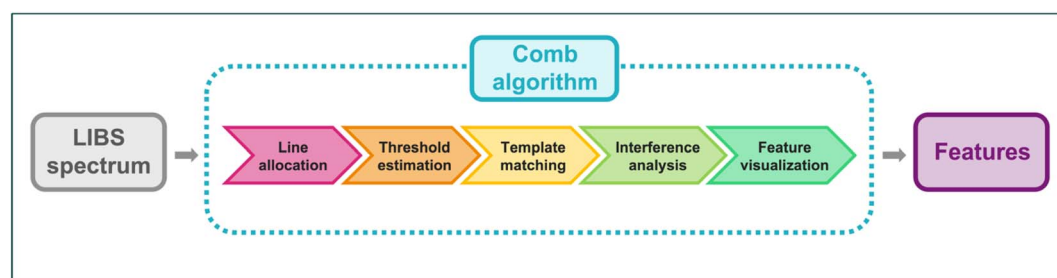 Comb
algorithm
LIBS
spectrum
Line
allocation
Threshold
estimation
Template
matching
Interference
analysis
Feature
visualization
Features